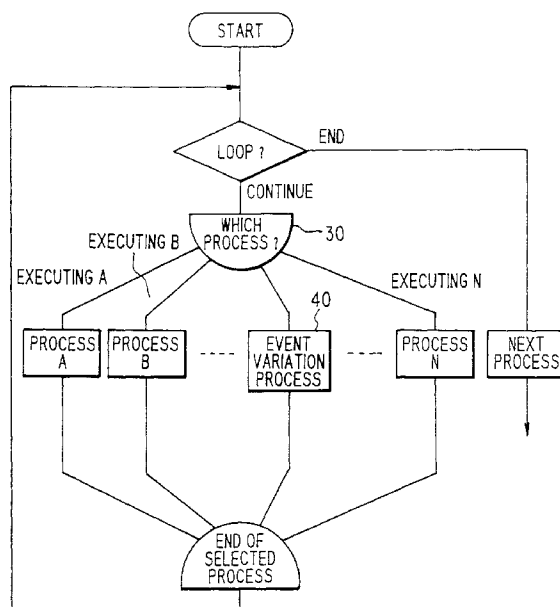 START
LOOP ?
END
CONTINUE
WHICH
PROCESS ?
30
EXECUTING B
EXECUTING A
EXECUTING N
40
PROCESS
A
PROCESS
B
EVENT
VARIATION
PROCESS
PROCESS
N
NEXT
PROCESS
END OF
SELECTED
PROCESS